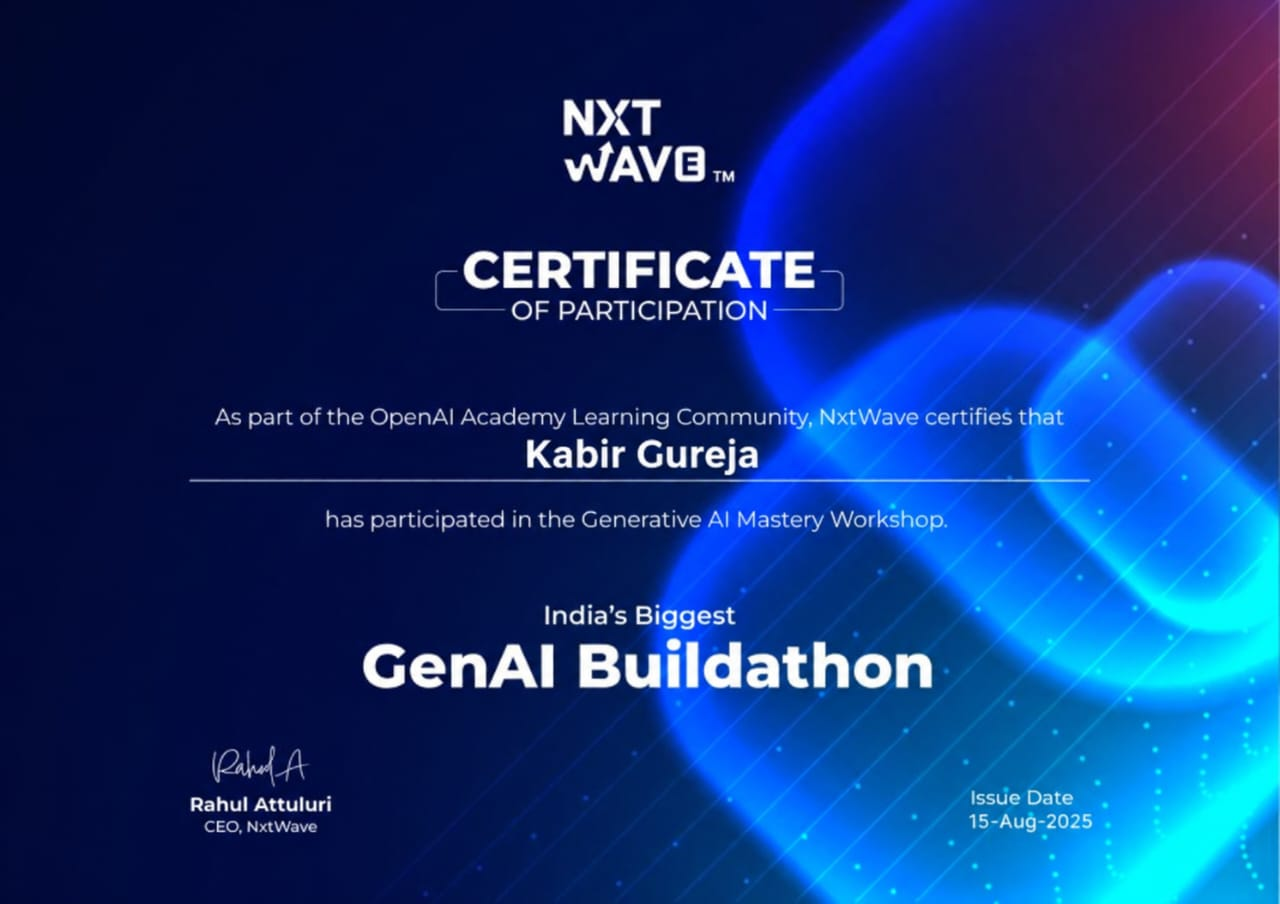 NXT
WAVE TM
CERTIFICATE
OF PARTICIPATION
As part of the OpenAI Academy Learning Community, NxtWave certifies that
Kabir Gureja
has participated in the Generative AI Mastery Workshop.
India’s Biggest
GenAI Buildathon
Rahul A
Rahul Attuluri
CEO, NxtWave
Issue Date
15-Aug-2025